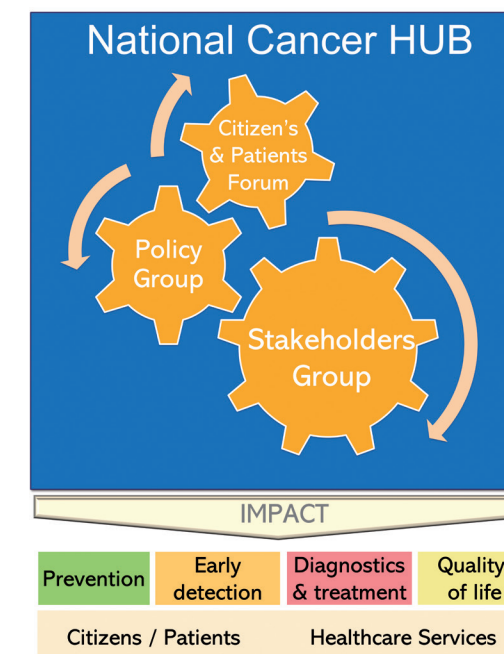 National Cancer HUB
Citizen's
& Patients
Forum
Policy
Group
Stakeholders
Group
IMPACT
Prevention
Early
detection
Diagnostics
& treatment
Quality
of life
Citizens / Patients
Healthcare Services